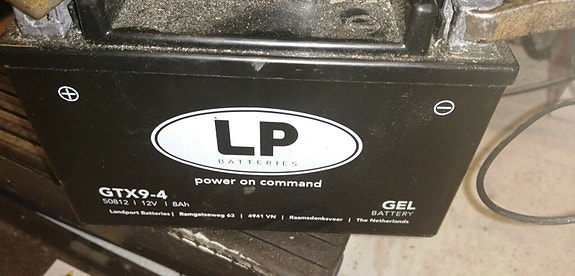 LP
BATTERIES
power on command
GTX9-4
50812 | 12V | 8Ah
GEL
BATTERY
Landport Batteries | Ramgatseweg 63 | 4941 VN | Raamsdonksveer | The Netherlands